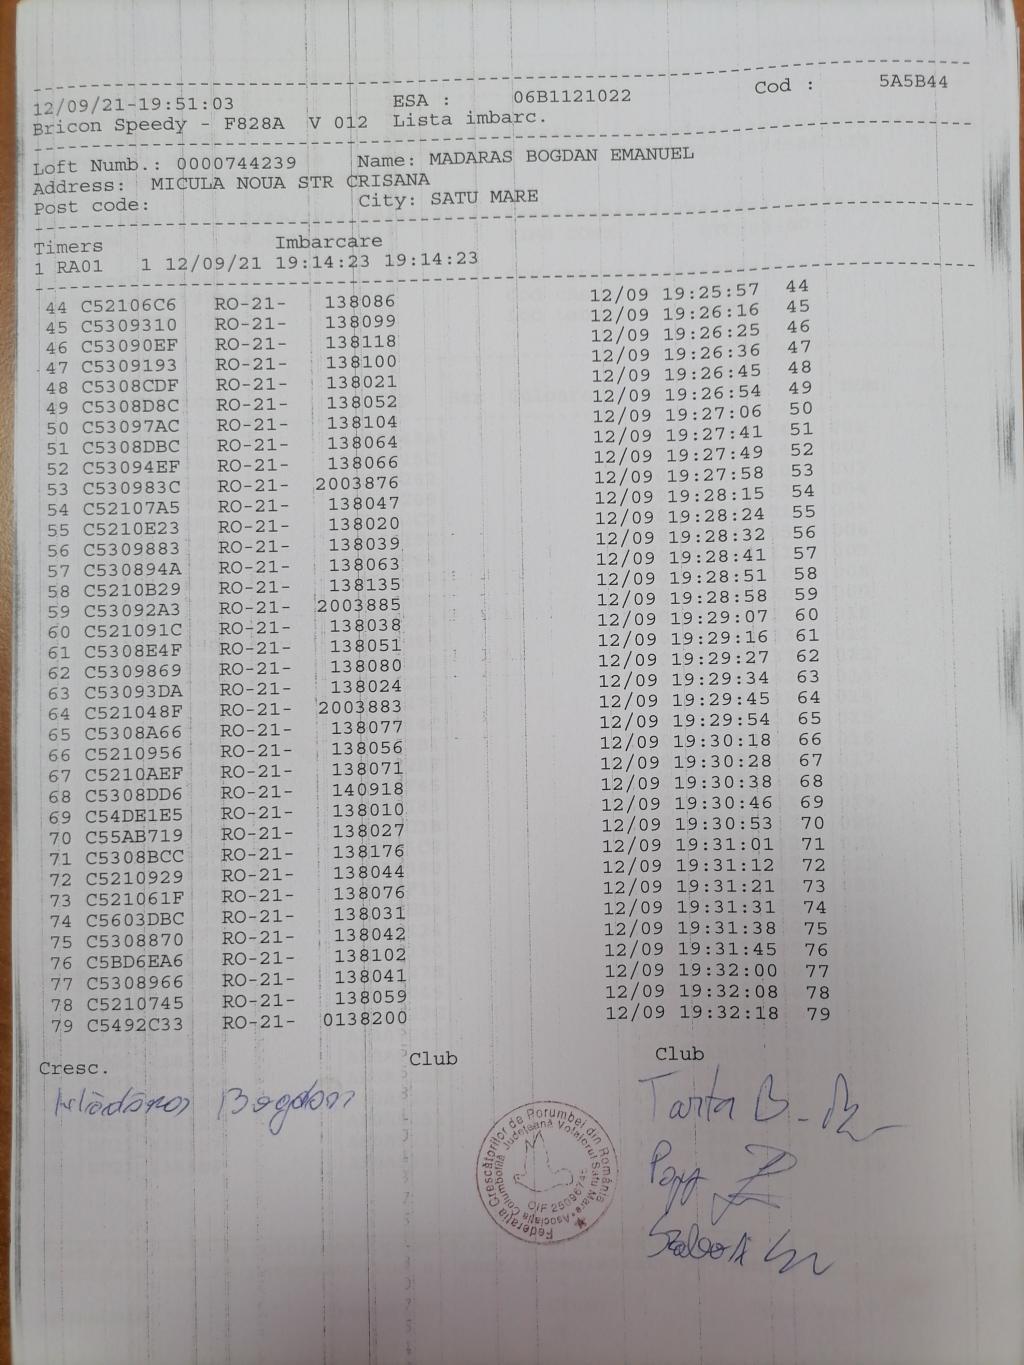 12/09/21-19:51:03 ESA : 06B1121022 Cod : 5A5B44
Bricon Speedy - F828A V 012 Lista imbarc.
Loft Numb.: 0000744239 Name: MADARAS BOGDAN EMANUEL
Address: MICULA NOUA STR CRISANA
Post code: City: SATU MARE
Timers Imbarcare
1 RA01 1 12/09/21 19:14:23 19:14:23
44 C52106C6 RO-21- 138086 12/09 19:25:57 44
45 C5309310 RO-21- 138099 12/09 19:26:16 45
46 C53090EF RO-21- 138118 12/09 19:26:25 46
47 C5309193 RO-21- 138100 12/09 19:26:36 47
48 C5308CDF RO-21- 138021 12/09 19:26:45 48
49 C5308D8C RO-21- 138052 12/09 19:26:54 49
50 C53097AC RO-21- 138104 12/09 19:27:06 50
51 C5308DBC RO-21- 138064 12/09 19:27:41 51
52 C53094EF RO-21- 138066 12/09 19:27:49 52
53 C530983C RO-21- 2003876 12/09 19:27:58 53
54 C52107A5 RO-21- 138047 12/09 19:28:15 54
55 C5210E23 RO-21- 138020 12/09 19:28:24 55
56 C5309883 RO-21- 138039 12/09 19:28:32 56
57 C530894A RO-21- 138063 12/09 19:28:41 57
58 C5210B29 RO-21- 138135 12/09 19:28:51 58
59 C53092A3 RO-21- 2003885 12/09 19:28:58 59
60 C521091C RO-21- 138038 12/09 19:29:07 60
61 C5308E4F RO-21- 138051 12/09 19:29:16 61
62 C5309869 RO-21- 138080 12/09 19:29:27 62
63 C53093DA RO-21- 138024 12/09 19:29:34 63
64 C521048F RO-21- 2003883 12/09 19:29:45 64
65 C5308A66 RO-21- 138077 12/09 19:29:54 65
66 C5210956 RO-21- 138056 12/09 19:30:18 66
67 C5210AEF RO-21- 138071 12/09 19:30:28 67
68 C5308DD6 RO-21- 140918 12/09 19:30:38 68
69 C54DE1E5 RO-21- 138010 12/09 19:30:46 69
70 C55AB719 RO-21- 138027 12/09 19:30:53 70
71 C5308BCC RO-21- 138176 12/09 19:31:01 71
72 C5210929 RO-21- 138044 12/09 19:31:12 72
73 C521061F RO-21- 138076 12/09 19:31:21 73
74 C5603DBC RO-21- 138031 12/09 19:31:31 74
75 C5308870 RO-21- 138042 12/09 19:31:38 75
76 C5BD6EA6 RO-21- 138102 12/09 19:31:45 76
77 C5308966 RO-21- 138041 12/09 19:32:00 77
78 C5210745 RO-21- 138059 12/09 19:32:08 78
79 C5492C33 RO-21- 0138200 12/09 19:32:18 79
Cresc. Club Club
Mădăras Bogdan
Tarta B.
Popp
Szabo A
Federația Crescătorilor de Porumbei din România
Asociația Columbofilă Județeană Voiajorul Satu Mare
CIF 25096745